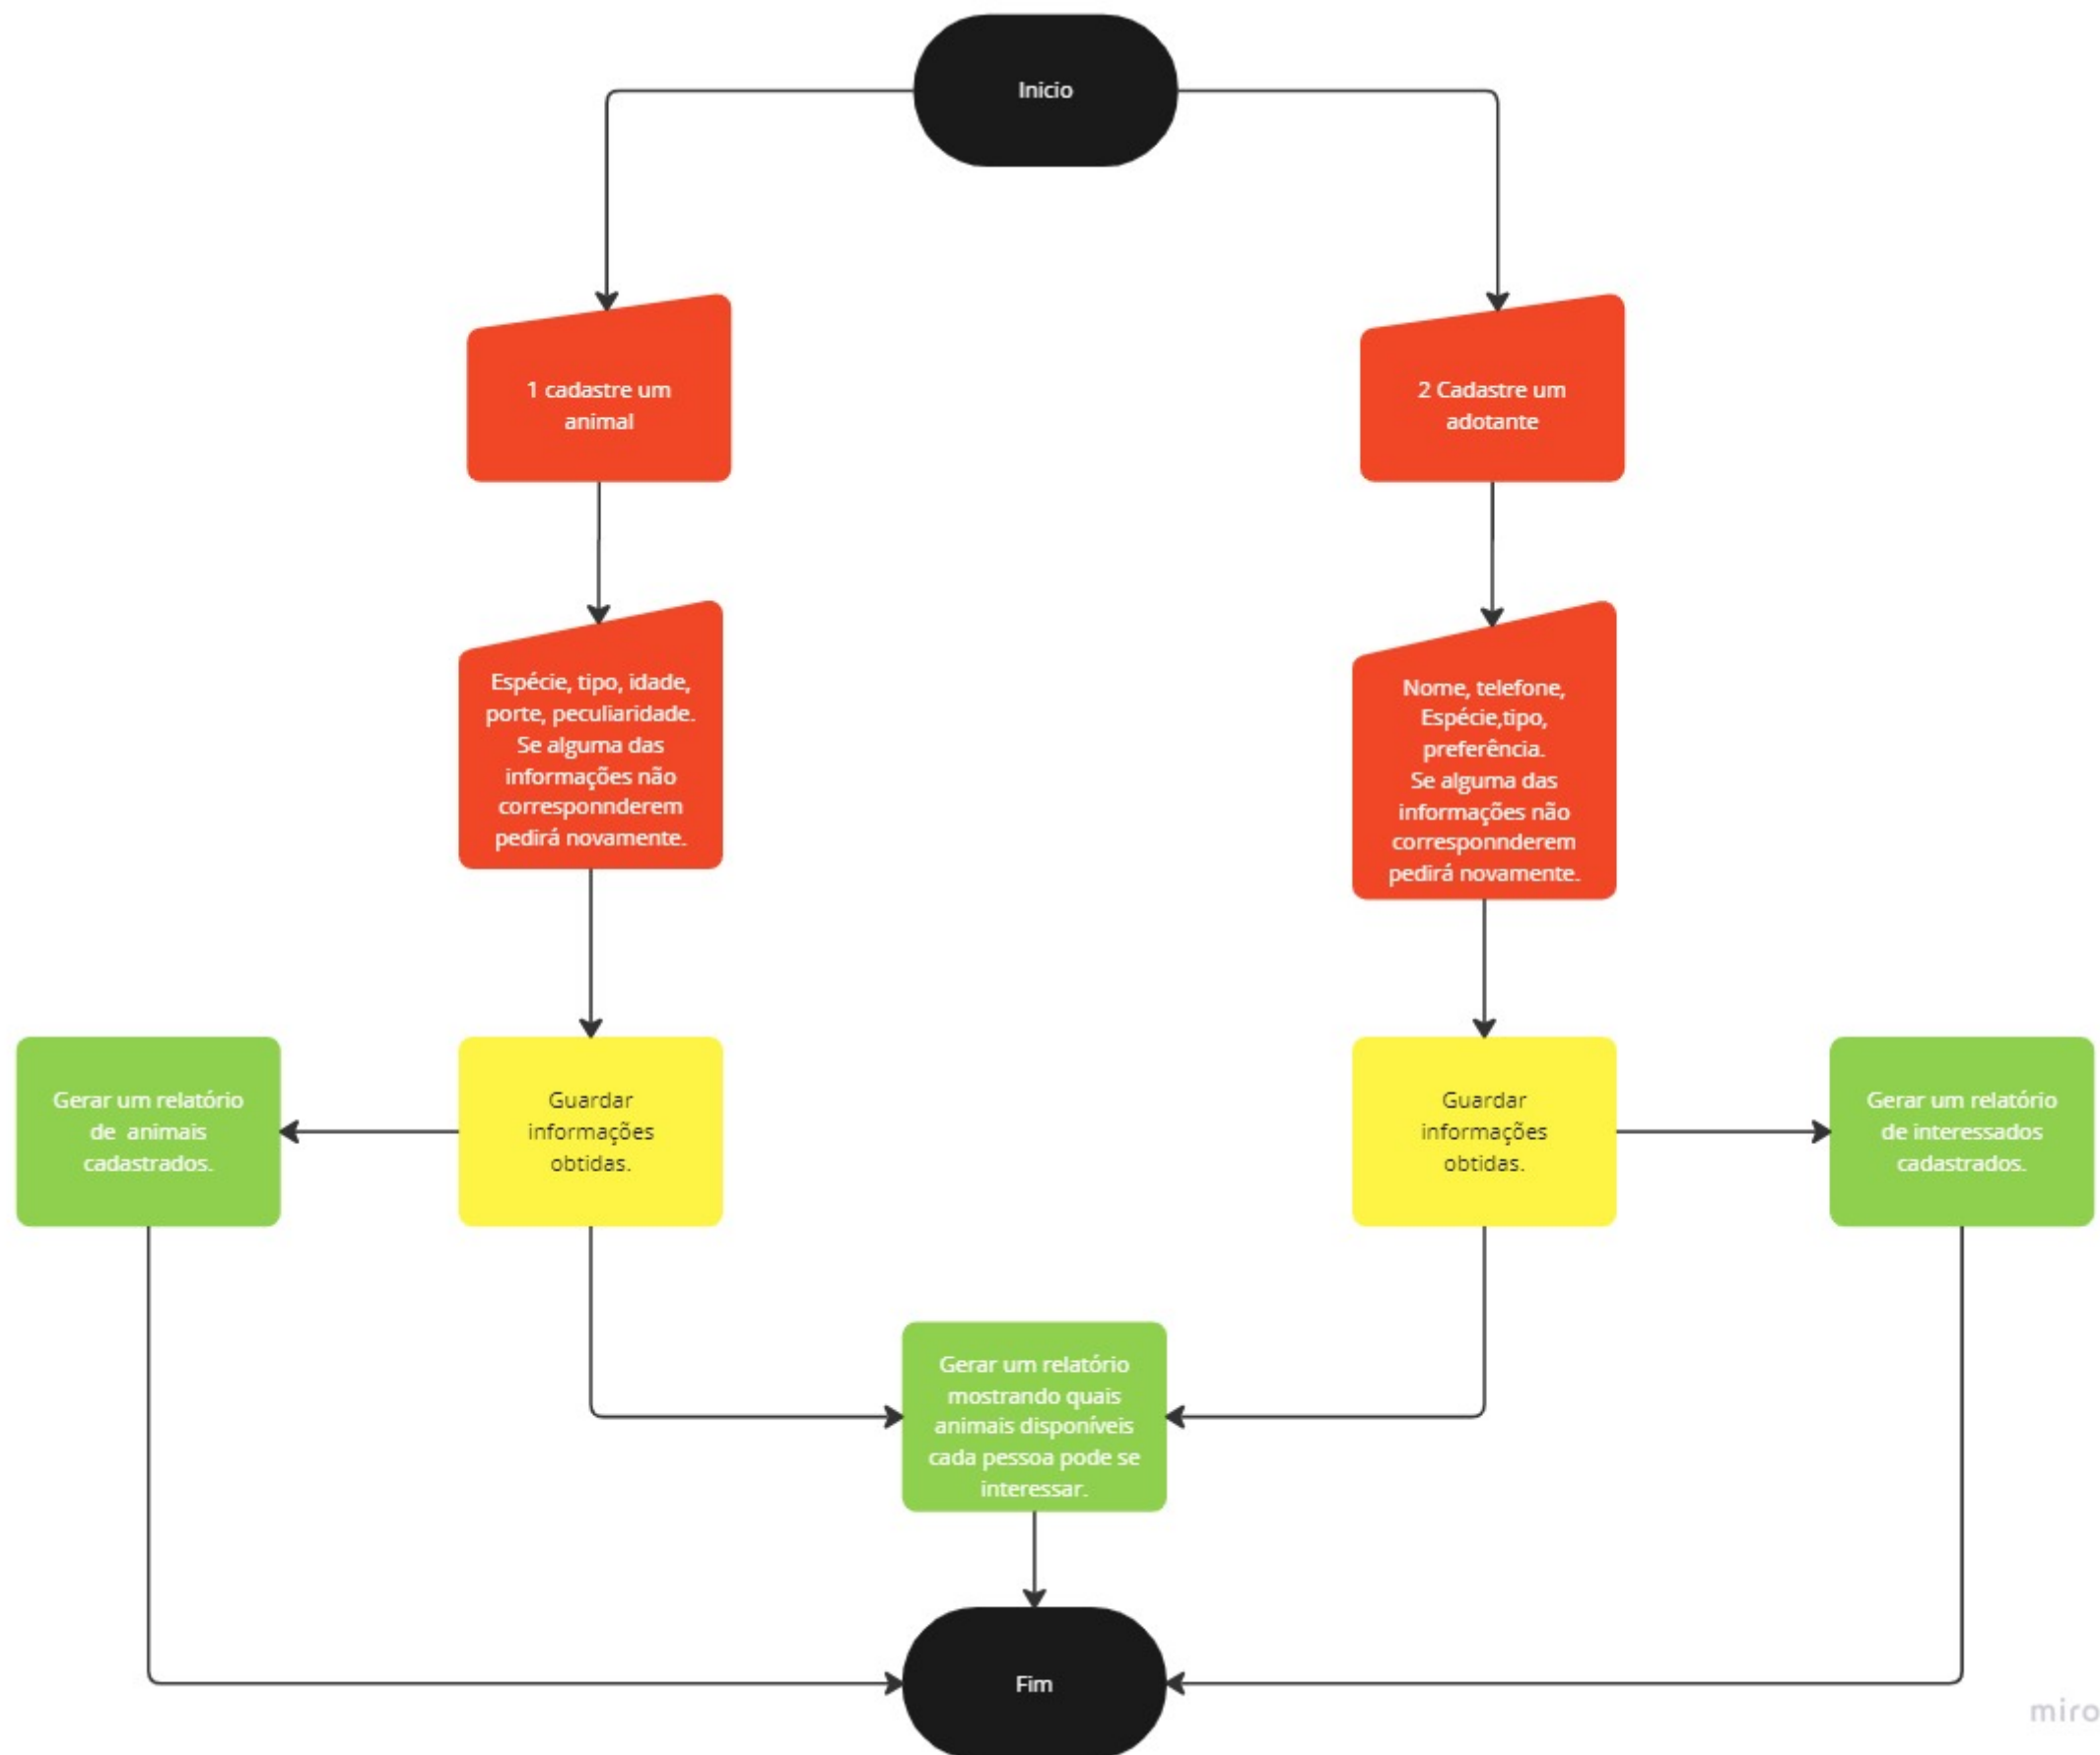 Inicio
1 cadastre um
animal
2 Cadastre um
adotante
Espécie, tipo, idade,
porte, peculiaridade.
Se alguma das
informações não
corresponnderem
pedirá novamente.
Nome, telefone,
Espécie,tipo,
preferência.
Se alguma das
informações não
corresponnderem
pedirá novamente.
Gerar um relatório
de animais
cadastrados.
Guardar
informações
obtidas.
Guardar
informações
obtidas.
Gerar um relatório
de interessados
cadastrados.
Gerar um relatório
mostrando quais
animais disponíveis
cada pessoa pode se
interessar.
Fim
miro